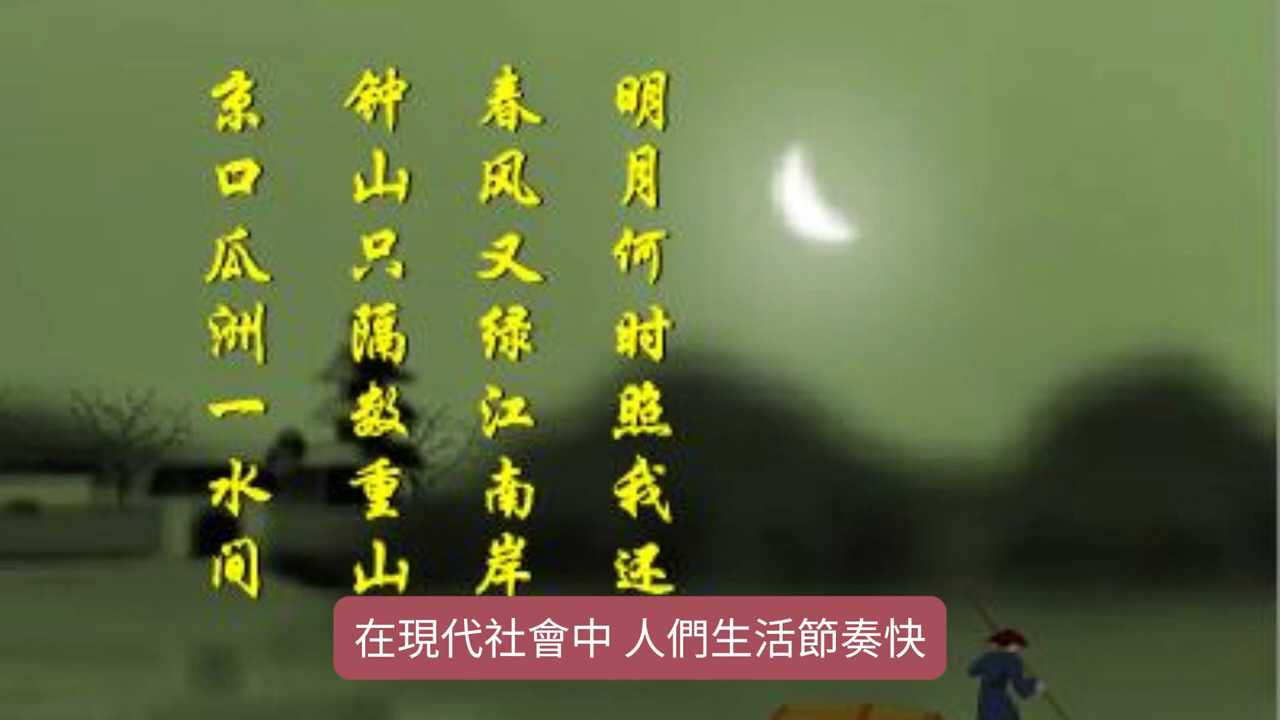 京口瓜洲一水间
钟山只隔数重山
春风又绿江南岸
明月何时照我还
在現代社會中 人們生活節奏快